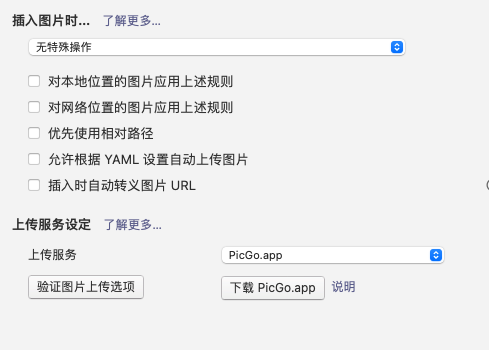 插入图片时... 了解更多...
无特殊操作
对本地位置的图片应用上述规则
对网络位置的图片应用上述规则
优先使用相对路径
允许根据 YAML 设置自动上传图片
插入时自动转义图片 URL
上传服务设定 了解更多...
上传服务 PicGo.app
验证图片上传选项 下载 PicGo.app 说明